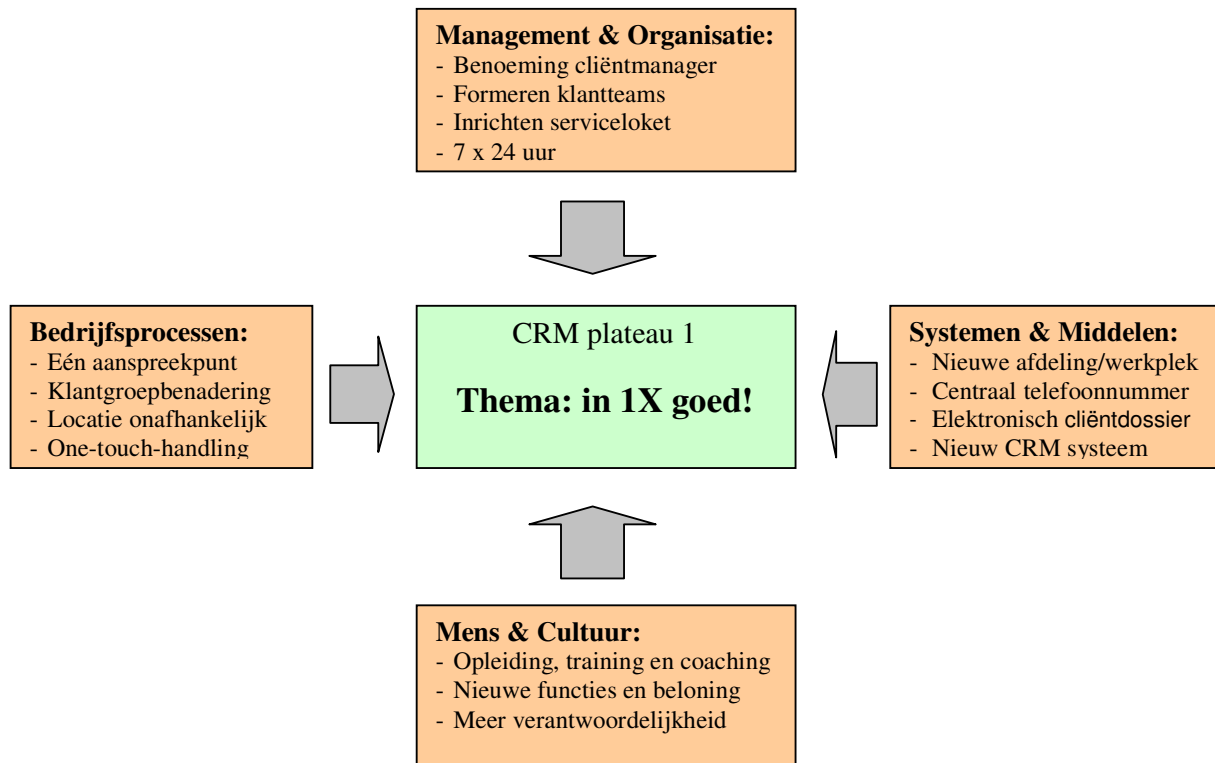 Management & Organisatie:
- Benoeming cliëntmanager
- Formeren klantteams
- Inrichten serviceloket
- 7 x 24 uur
Bedrijfsprocessen:
- Eén aanspreekpunt
- Klantgroepbenadering
- Locatie onafhankelijk
- One-touch-handling
CRM plateau 1
Thema: in 1X goed!
Systemen & Middelen:
- Nieuwe afdeling/werkplek
- Centraal telefoonnummer
- Elektronisch cliëntdossier
- Nieuw CRM systeem
Mens & Cultuur:
- Opleiding, training en coaching
- Nieuwe functies en beloning
- Meer verantwoordelijkheid